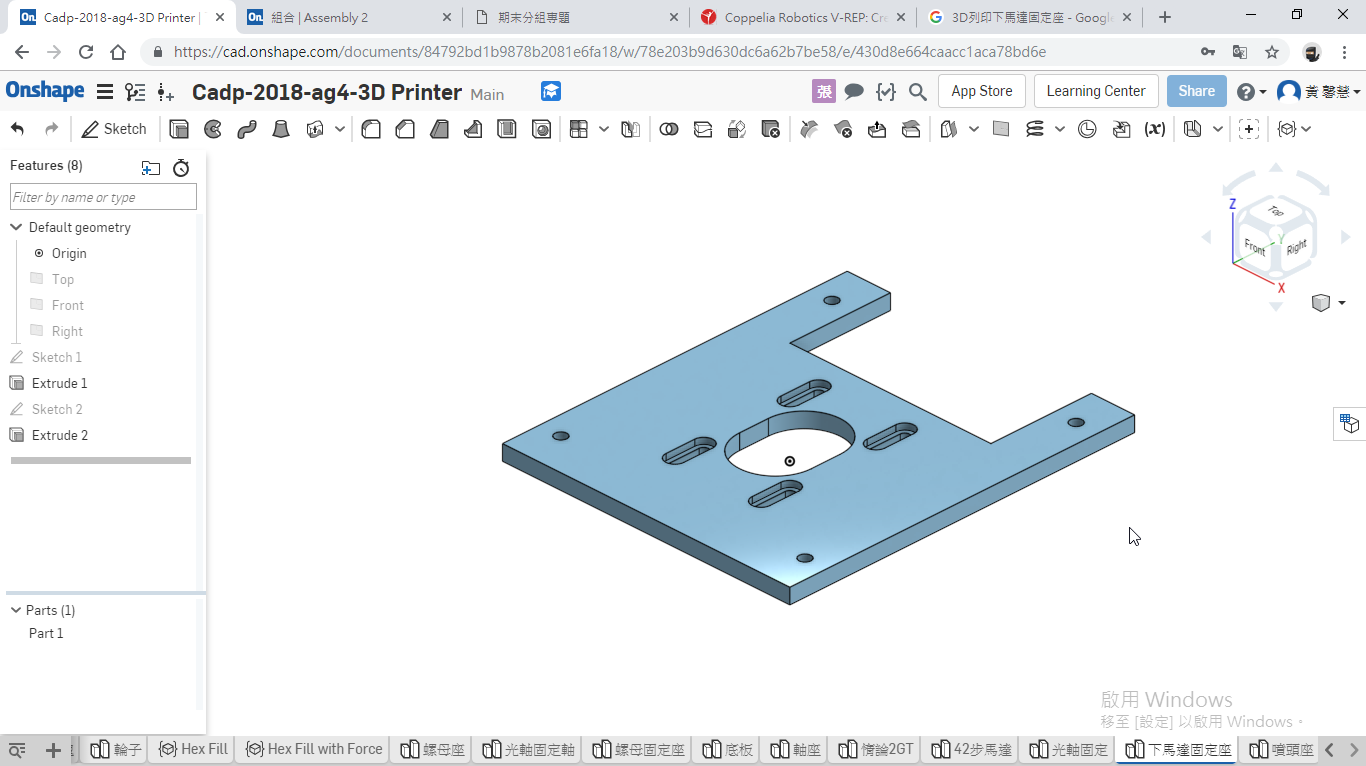 Cadp-2018-ag4-3D Printer |
組合 | Assembly 2
期末分組專題
Coppelia Robotics V-REP: Cre
3D列印下馬達固定座 - Google
https://cad.onshape.com/documents/84792bd1b9878b2081e6fa18/w/78e203b9d630dc6a62b7be58/e/430d8e664caacc1aca78bd6e
Onshape
Cadp-2018-ag4-3D Printer Main
張
App Store
Learning Center
Share
黃 馨慧
Sketch
(x)
Features (8)
Filter by name or type
Default geometry
Origin
Top
Front
Right
Sketch 1
Extrude 1
Sketch 2
Extrude 2
Z
Top
Front
Y
Right
X
Parts (1)
Part 1
啟用 Windows
移至 [設定] 以啟用 Windows。
輪子
Hex Fill
Hex Fill with Force
螺母座
光軸固定軸
螺母固定座
底板
軸座
惰論2GT
42步馬達
光軸固定
下馬達固定座
噴頭座